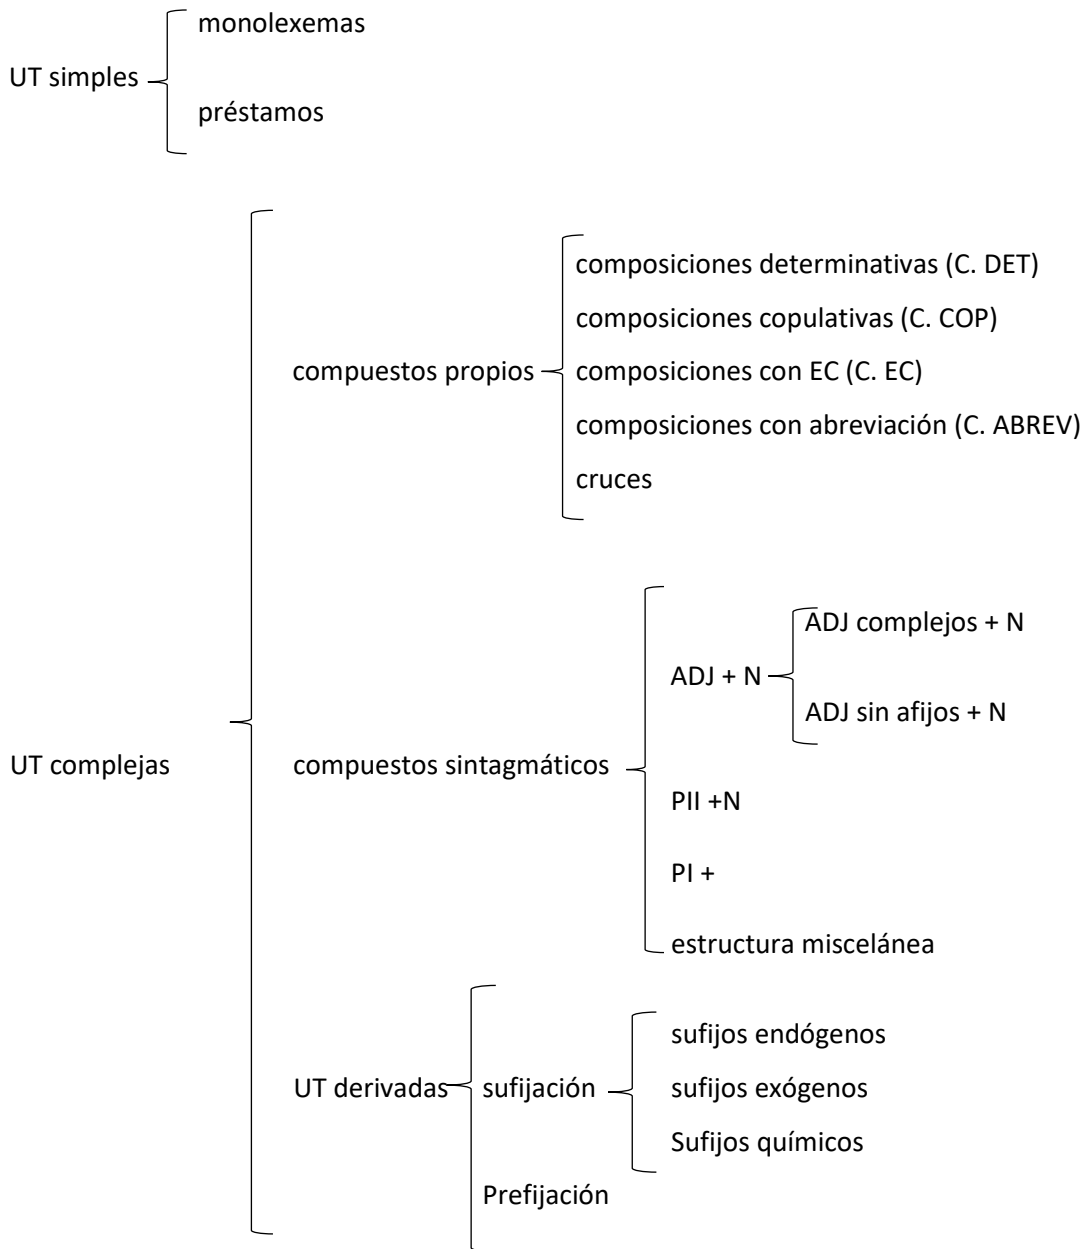 monolexemas
UT simples
préstamos
composiciones determinativas (C. DET)
composiciones copulativas (C. COP)
compuestos propios
composiciones con EC (C. EC)
composiciones con abreviación (C. ABREV)
cruces
ADJ complejos + N
ADJ + N
ADJ sin afijos + N
UT complejas
compuestos sintagmáticos
PII +N
PI +
estructura miscelánea
sufijos endógenos
UT derivadas
sufijación
sufijos exógenos
Sufijos químicos
Prefijación